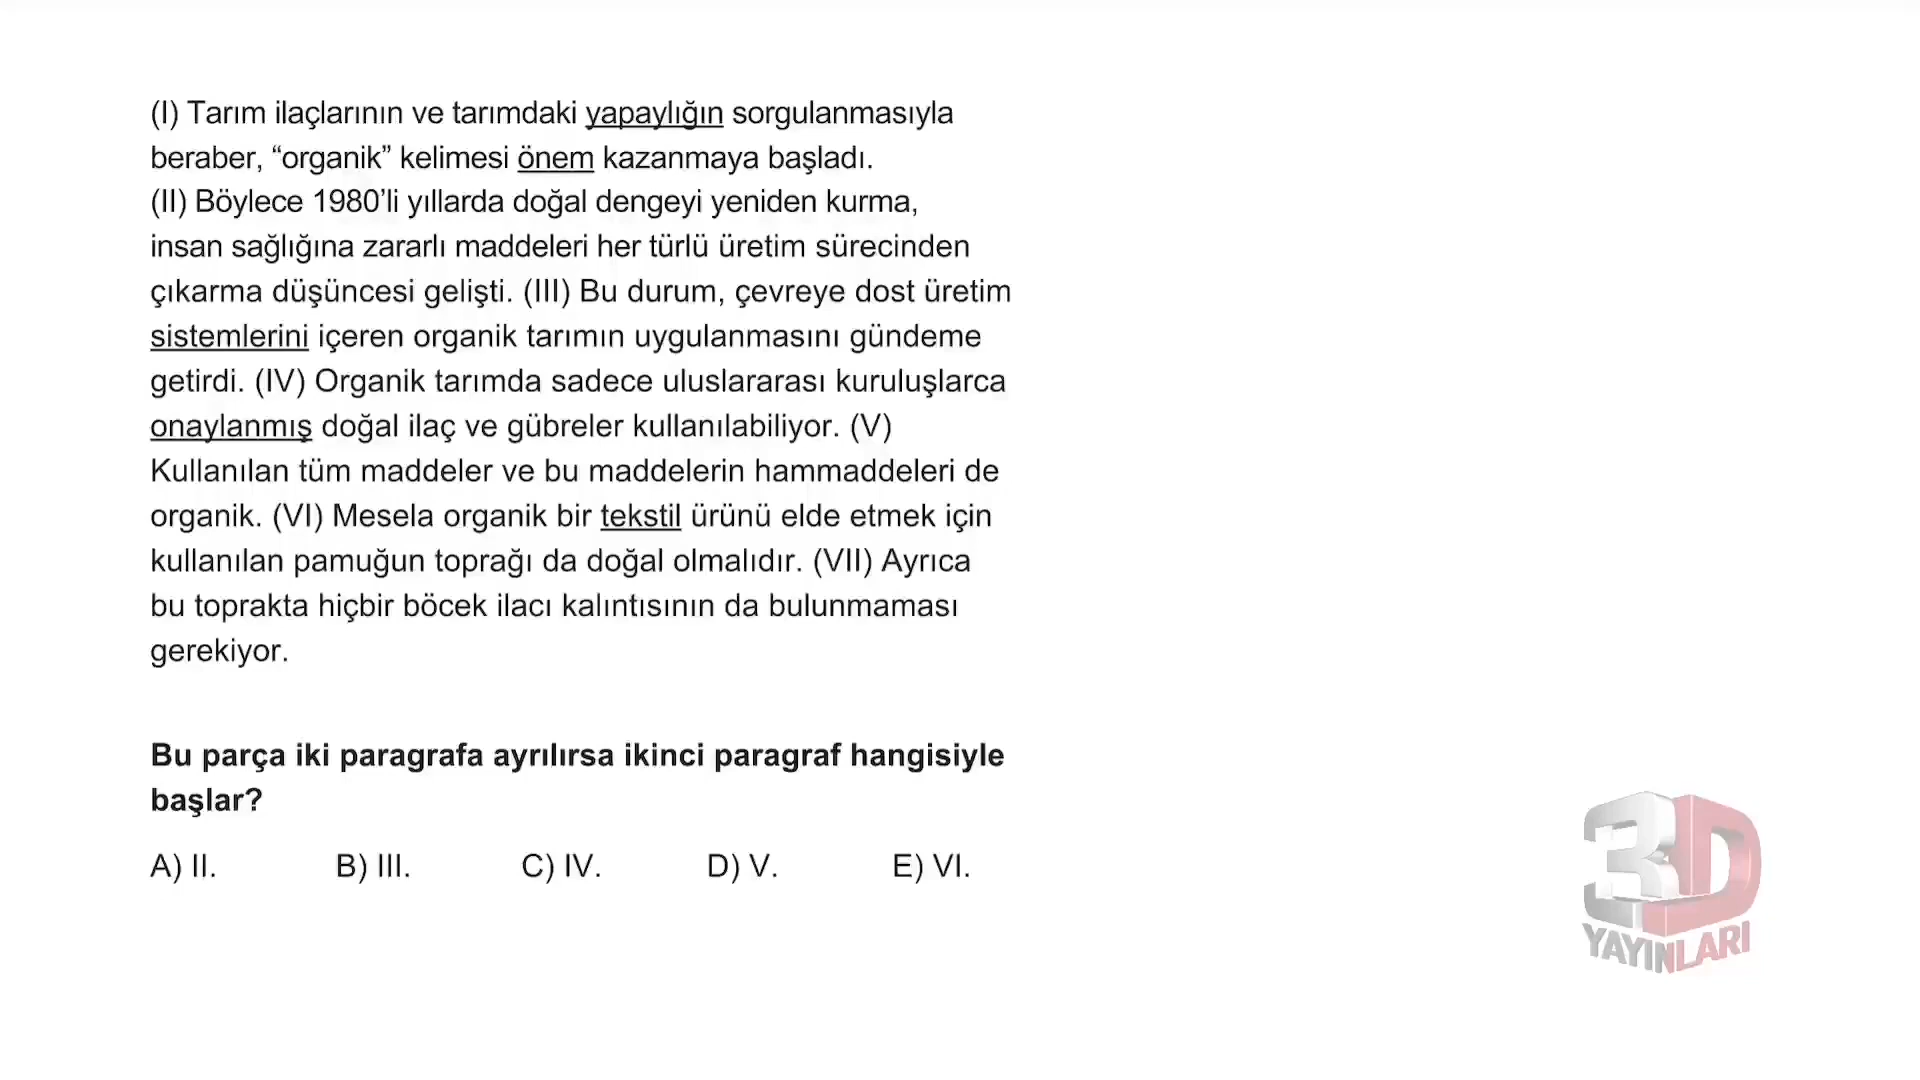 (I) Tarım ilaçlarının ve tarımdaki yapaylığın sorgulanmasıyla
beraber, “organik” kelimesi önem kazanmaya başladı.
(II) Böylece 1980’li yıllarda doğal dengeyi yeniden kurma,
insan sağlığına zararlı maddeleri her türlü üretim sürecinden
çıkarma düşüncesi gelişti. (III) Bu durum, çevreye dost üretim
sistemlerini içeren organik tarımın uygulanmasını gündeme
getirdi. (IV) Organik tarımda sadece uluslararası kuruluşlarca
onaylanmış doğal ilaç ve gübreler kullanılabiliyor. (V)
Kullanılan tüm maddeler ve bu maddelerin hammaddeleri de
organik. (VI) Mesela organik bir tekstil ürünü elde etmek için
kullanılan pamuğun toprağı da doğal olmalıdır. (VII) Ayrıca
bu toprakta hiçbir böcek ilacı kalıntısının da bulunmaması
gerekiyor.
Bu parça iki paragrafa ayrılırsa ikinci paragraf hangisiyle
başlar?
A) II. B) III. C) IV. D) V. E) VI.
3D
YAYINLARI